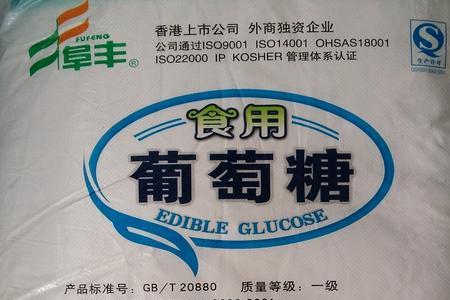 FUFENG
阜丰®
香港上市公司 外商独资企业
公司通过ISO9001 ISO14001 OHSAS18001
ISO22000 IP KOSHER 管理体系认证
生产许可
食用
葡萄糖
EDIBLE GLUCOSE
产品标准号: GB/T 20880 质量等级: 一级